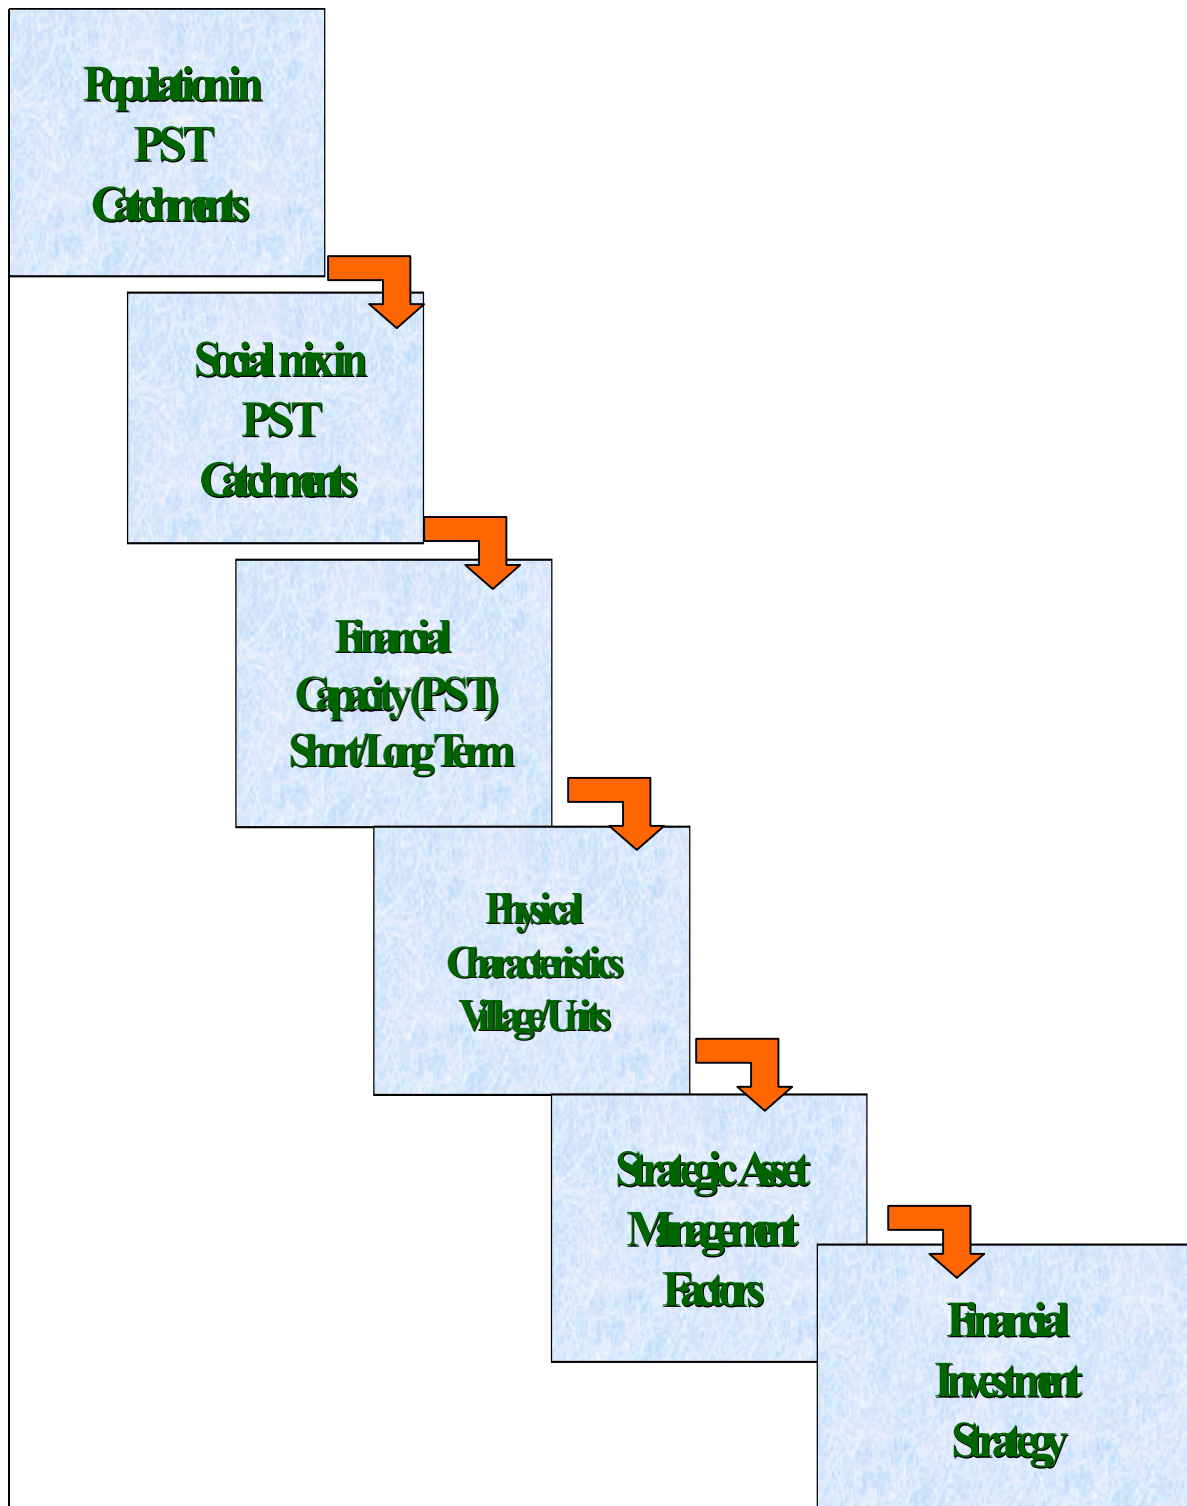 Population in
PST
Catchments
Social mix in
PST
Catchments
Financial
Capacity (PST)
Short/Long Term
Physical
Characteristics
Village/Units
Strategic Asset
Management
Factors
Financial
Investment
Strategy